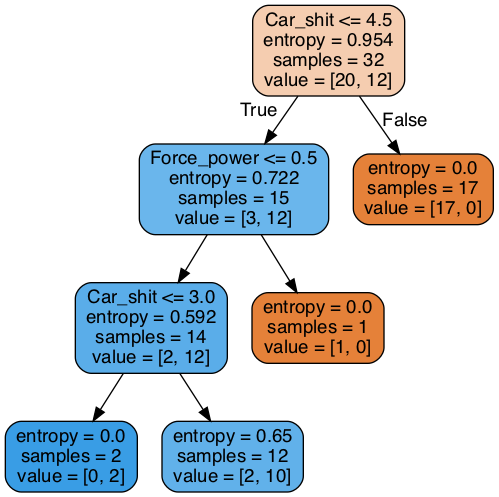 Car_shit <= 4.5
entropy = 0.954
samples = 32
value = [20, 12]
True
False
Force_power <= 0.5
entropy = 0.722
samples = 15
value = [3, 12]
entropy = 0.0
samples = 17
value = [17, 0]
Car_shit <= 3.0
entropy = 0.592
samples = 14
value = [2, 12]
entropy = 0.0
samples = 1
value = [1, 0]
entropy = 0.0
samples = 2
value = [0, 2]
entropy = 0.65
samples = 12
value = [2, 10]